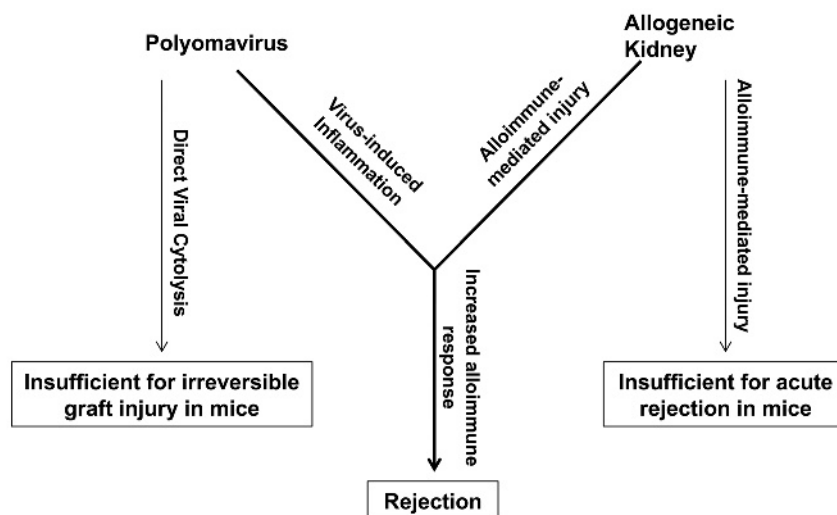 Polyomavirus
Allogeneic
Kidney
Direct Viral Cytolysis
Virus-induced
Inflammation
Alloimmune-
mediated injury
Alloimmune-mediated injury
Increased alloimmune
response
Insufficient for irreversible
graft injury in mice
Insufficient for acute
rejection in mice
Rejection